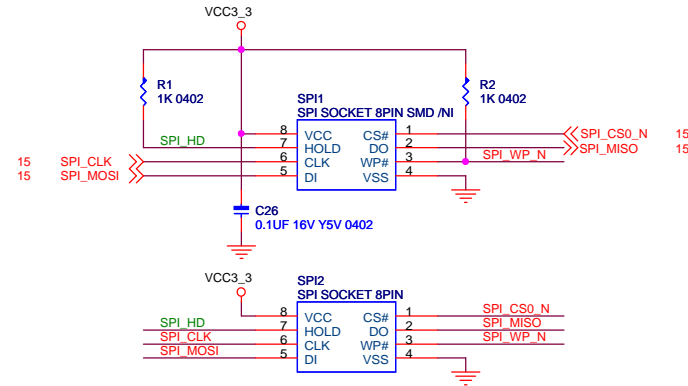 VCC3_3
R1
1K 0402
R2
1K 0402
SPI1
SPI SOCKET 8PIN SMD /NI
SPI_HD
8 VCC CS# 1
7 HOLD DO 2
6 CLK WP# 3
5 DI VSS 4
SPI_CS0_N 15
SPI_MISO 15
SPI_WP_N
15 SPI_CLK
15 SPI_MOSI
C26
0.1UF 16V Y5V 0402
VCC3_3
SPI2
SPI SOCKET 8PIN
8 VCC CS# 1
7 HOLD DO 2
6 CLK WP# 3
5 DI VSS 4
SPI_HD
SPI_CLK
SPI_MOSI
SPI_CS0_N
SPI_MISO
SPI_WP_N